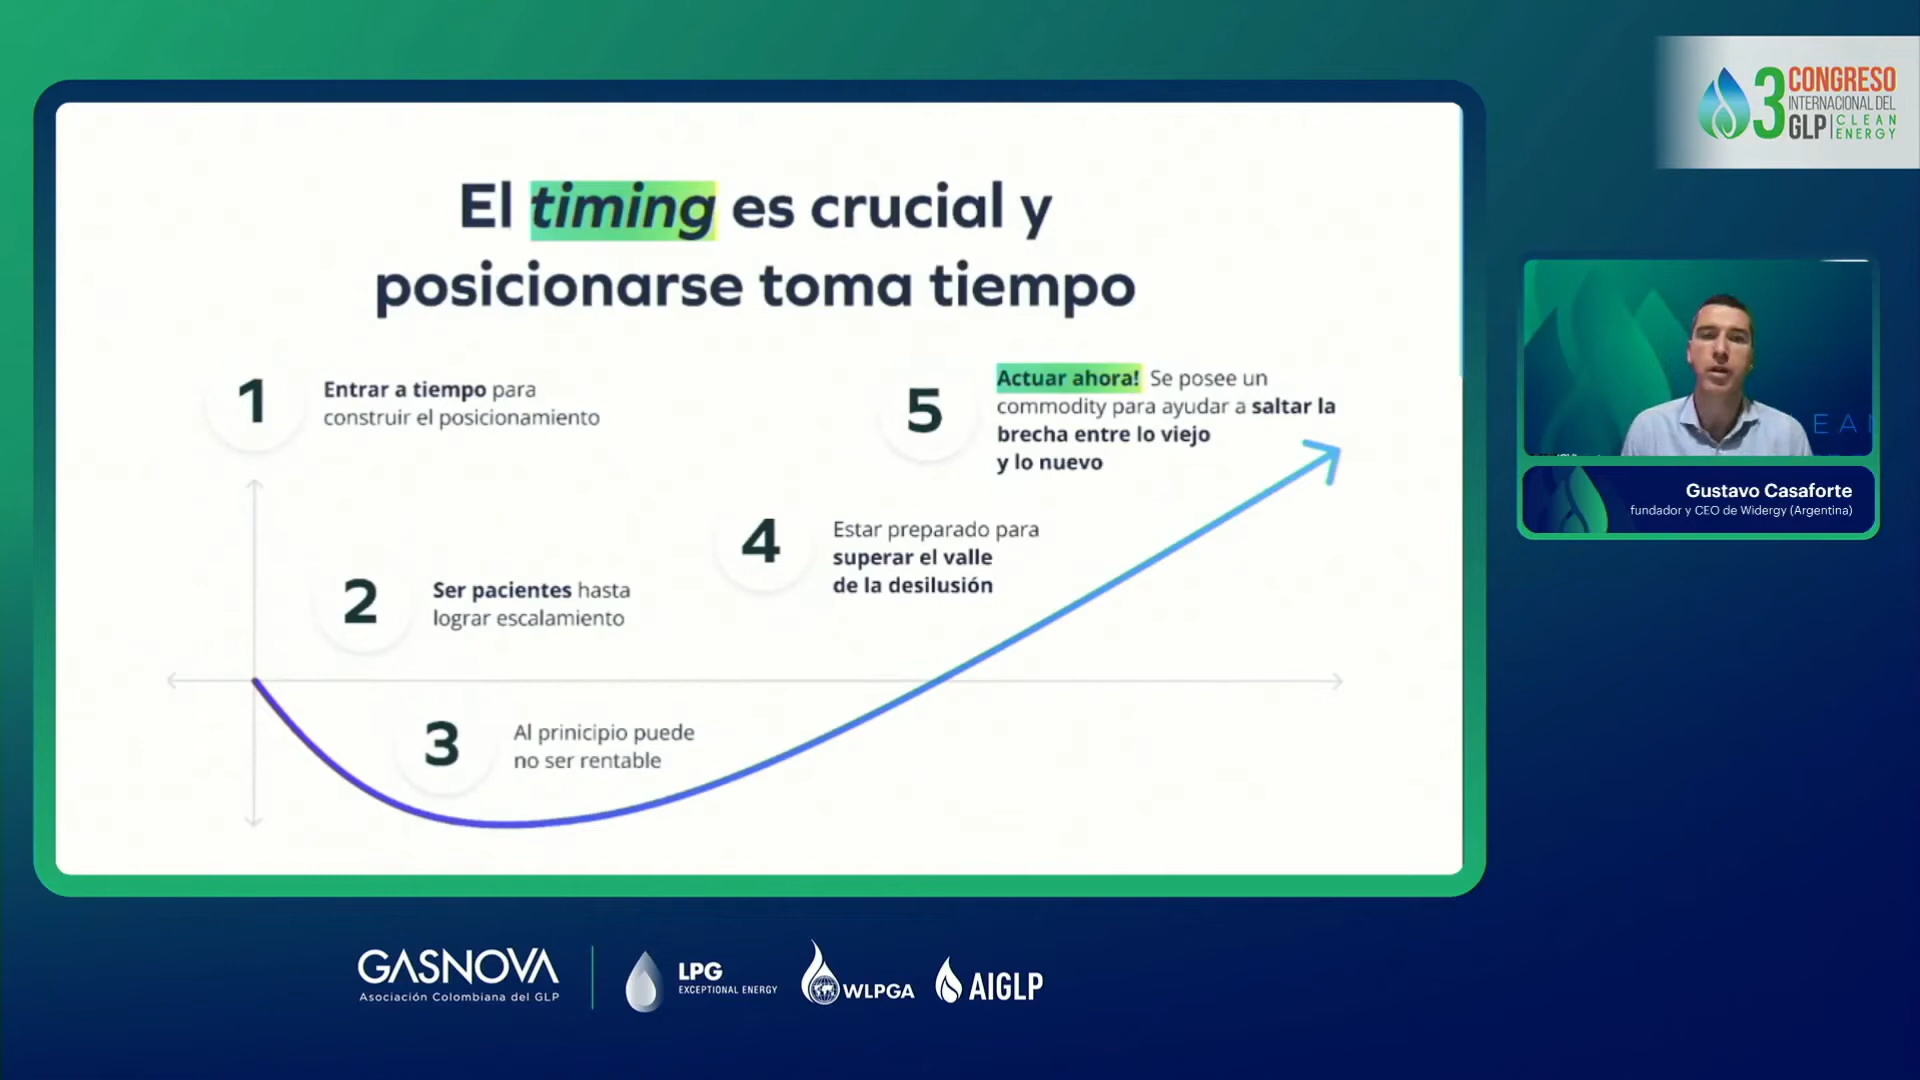 El timing es crucial y
posicionarse toma tiempo
1
Entrar a tiempo para
construir el posicionamiento
2
Ser pacientes hasta
lograr escalamiento
3
Al prinicipio puede
no ser rentable
4
Estar preparado para
superar el valle
de la desilusión
5
Actuar ahora! Se posee un
commodity para ayudar a saltar la
brecha entre lo viejo
y lo nuevo
3 CONGRESO
INTERNACIONAL DEL
GLP | CLEAN
ENERGY
EAN
Gustavo Casaforte
fundador y CEO de Widergy (Argentina)
GASNOVA
Asociación Colombiana del GLP
LPG
EXCEPTIONAL ENERGY
WLPGA
AIGLP